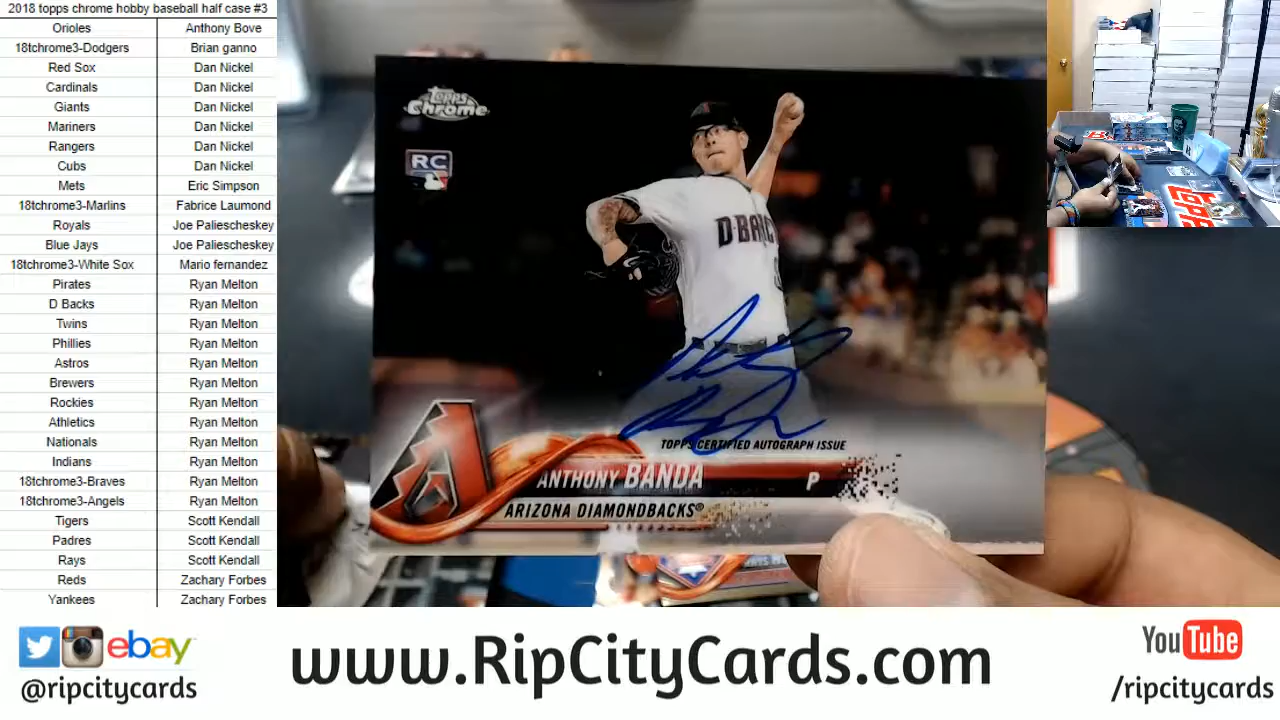 2018 topps chrome hobby baseball half case #3
Orioles Anthony Bove
18tchrome3-Dodgers Brian ganno
Red Sox Dan Nickel
Cardinals Dan Nickel
Giants Dan Nickel
Mariners Dan Nickel
Rangers Dan Nickel
Cubs Dan Nickel
Mets Eric Simpson
18tchrome3-Marlins Fabrice Laumond
Royals Joe Paliescheskey
Blue Jays Joe Paliescheskey
18tchrome3-White Sox Mario fernandez
Pirates Ryan Melton
D Backs Ryan Melton
Twins Ryan Melton
Phillies Ryan Melton
Astros Ryan Melton
Brewers Ryan Melton
Rockies Ryan Melton
Athletics Ryan Melton
Nationals Ryan Melton
Indians Ryan Melton
18tchrome3-Braves Ryan Melton
18tchrome3-Angels Ryan Melton
Tigers Scott Kendall
Padres Scott Kendall
Rays Scott Kendall
Reds Zachary Forbes
Yankees Zachary Forbes
Topps
Chrome
RC
D-BAC
TOPPS CERTIFIED AUTOGRAPH ISSUE
ANTHONY BANDA P
ARIZONA DIAMONDBACKS®
ebay
@ripcitycards
www.RipCityCards.com
YouTube
/ripcitycards